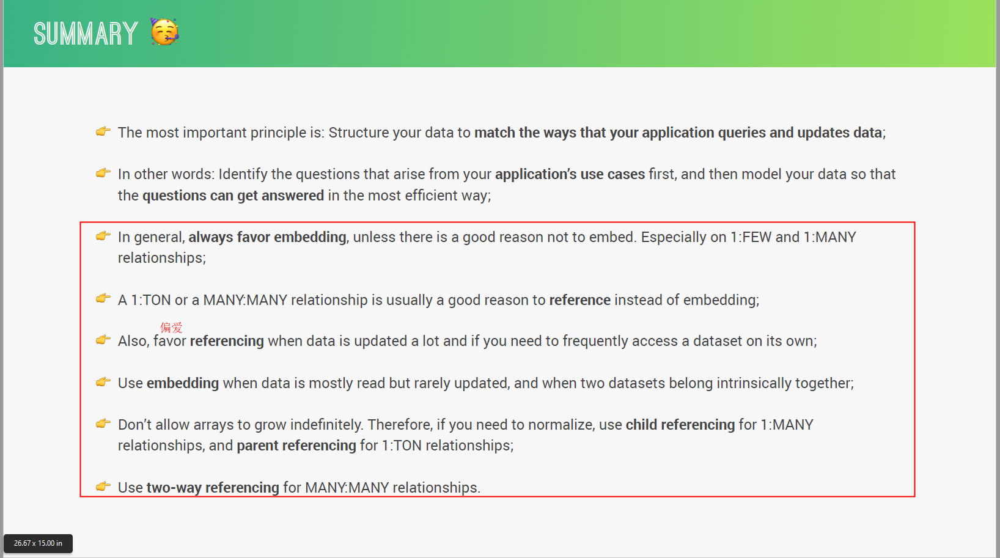 SUMMARY 🥳
👉 The most important principle is: Structure your data to match the ways that your application queries and updates data;
👉 In other words: Identify the questions that arise from your application’s use cases first, and then model your data so that
the questions can get answered in the most efficient way;
👉 In general, always favor embedding, unless there is a good reason not to embed. Especially on 1:FEW and 1:MANY
relationships;
👉 A 1:TON or a MANY:MANY relationship is usually a good reason to reference instead of embedding;
偏爱
👉 Also, favor referencing when data is updated a lot and if you need to frequently access a dataset on its own;
👉 Use embedding when data is mostly read but rarely updated, and when two datasets belong intrinsically together;
👉 Don’t allow arrays to grow indefinitely. Therefore, if you need to normalize, use child referencing for 1:MANY
relationships, and parent referencing for 1:TON relationships;
👉 Use two-way referencing for MANY:MANY relationships.
26.67 x 15.00 in